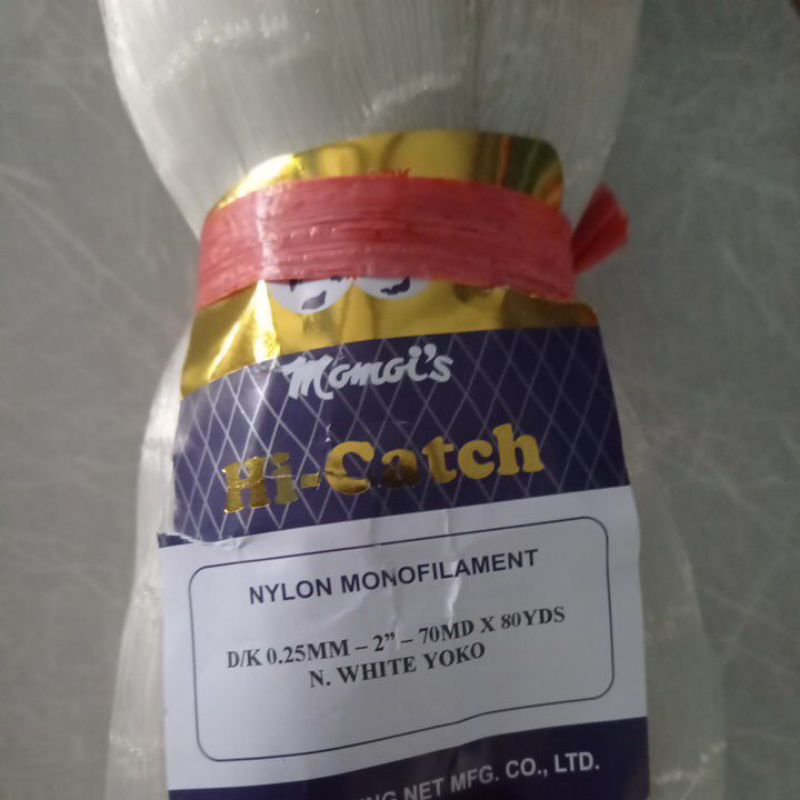 Momoi's
Hi-Catch
NYLON MONOFILAMENT
D/K 0.25MM – 2” – 70MD X 80YDS
N. WHITE YOKO
NET MFG. CO., LTD.